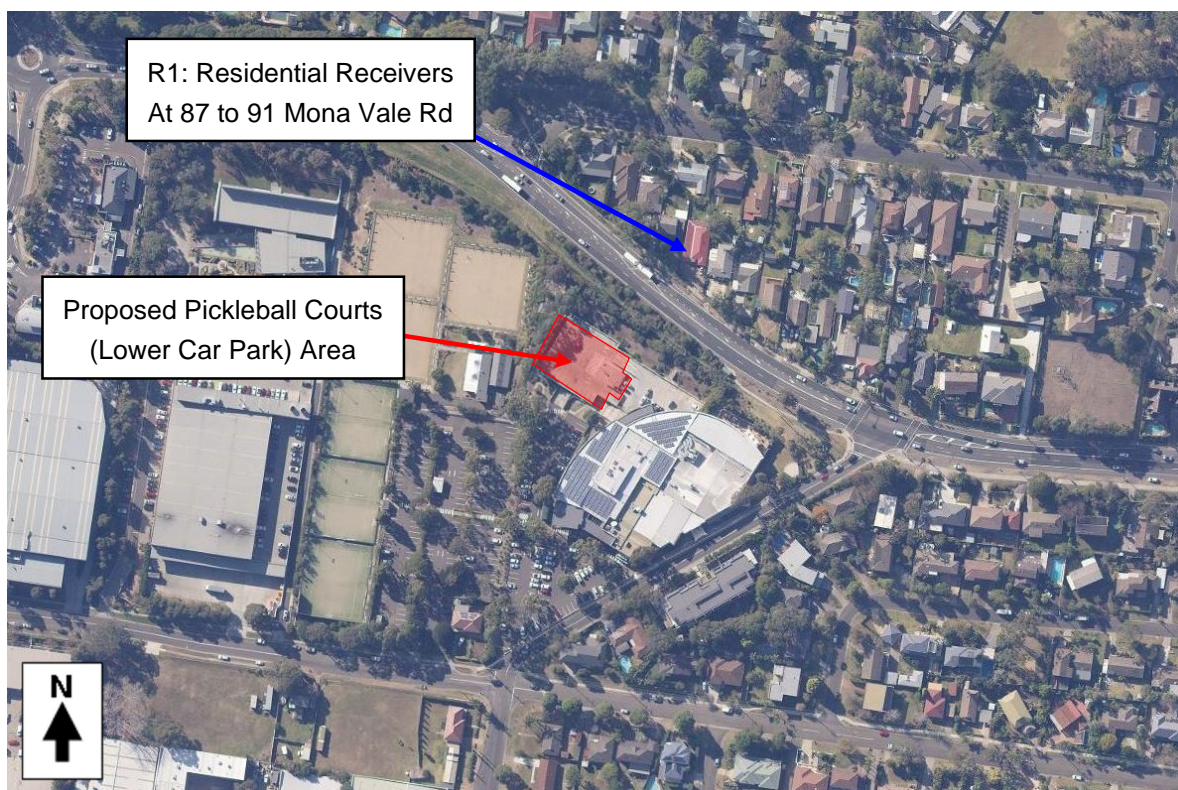 R1: Residential Receivers
At 87 to 91 Mona Vale Rd
Proposed Pickleball Courts
(Lower Car Park) Area
N